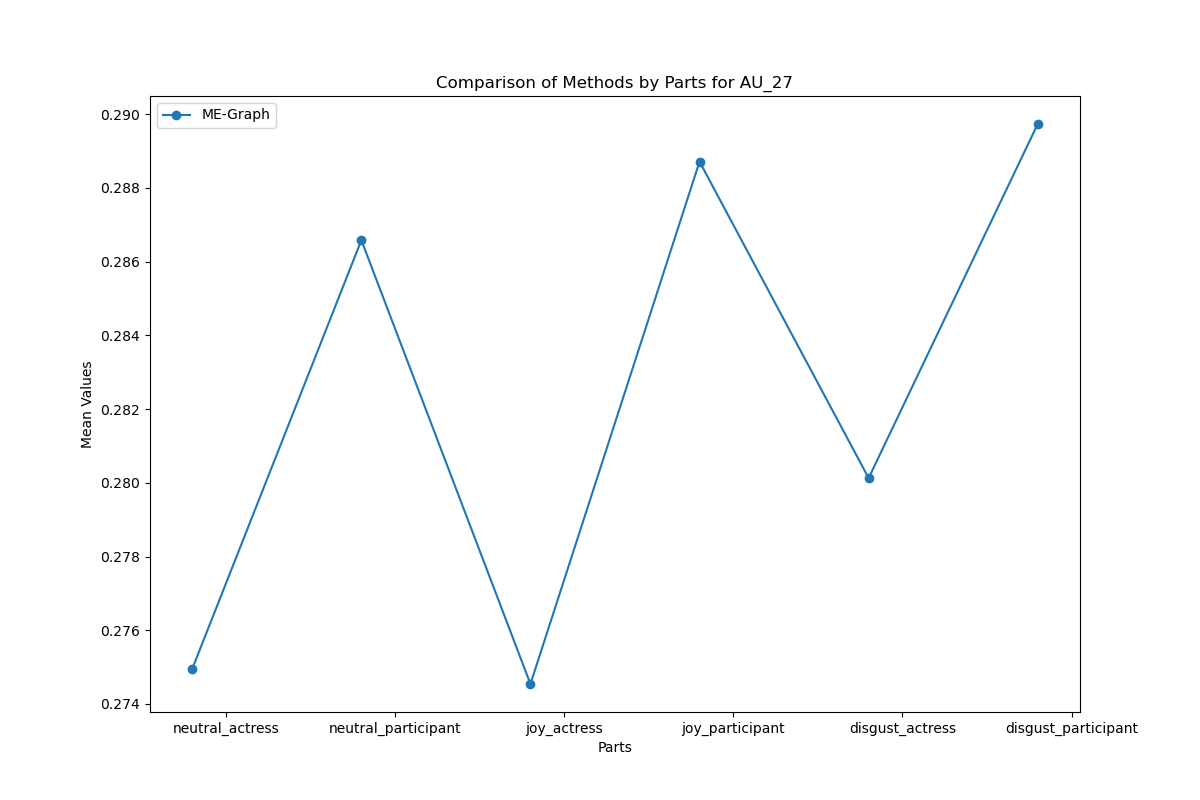 Comparison of Methods by Parts for AU_27
ME-Graph
0.290
0.288
0.286
0.284
0.282
0.280
0.278
0.276
0.274
Mean Values
neutral_actress neutral_participant joy_actress joy_participant disgust_actress disgust_participant
Parts